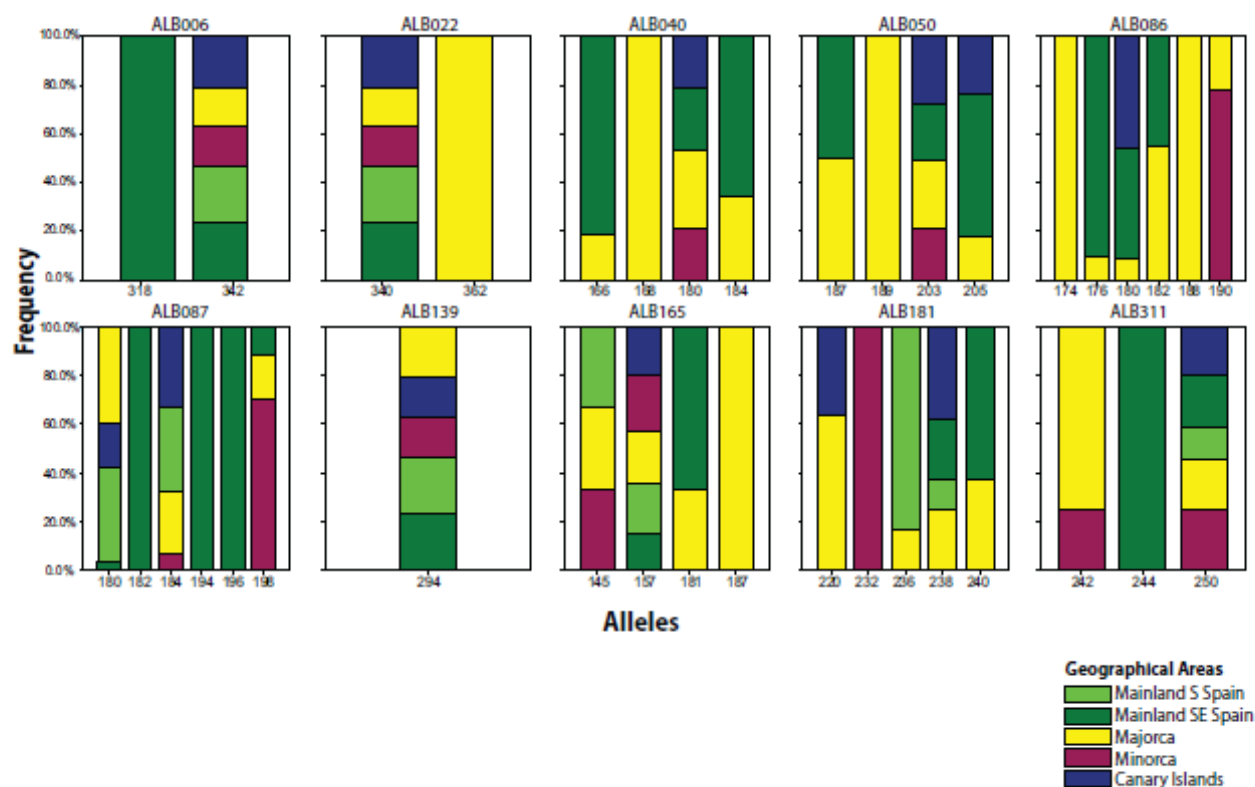 ALB006 ALB022 ALB040 ALB050 ALB086
100.0%
80.0%
60.0%
40.0%
20.0%
0.0%
318 342 340 362 166 168 180 184 187 189 203 205 174 176 180 182 188 190
Frequency
ALB087 ALB139 ALB165 ALB181 ALB311
100.0%
80.0%
60.0%
40.0%
20.0%
0.0%
180 182 184 194 196 198 294 145 157 181 187 220 232 236 238 240 242 244 250
Alleles
Geographical Areas
Mainland S Spain
Mainland SE Spain
Majorca
Minorca
Canary Islands